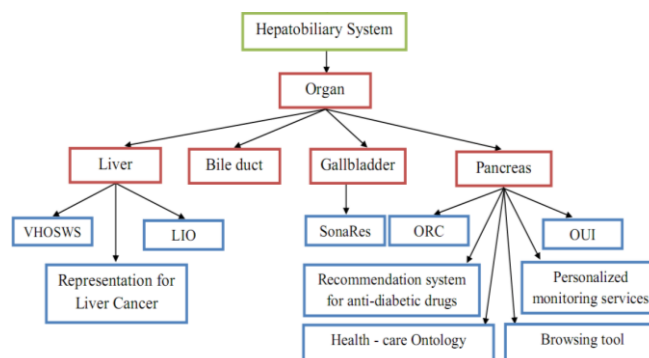 Hepatobiliary System
Organ
Liver
Bile duct
Gallbladder
Pancreas
VHOSWS
LIO
SonaRes
ORC
OUI
Representation for
Liver Cancer
Recommendation system
for anti-diabetic drugs
Personalized
monitoring services
Health - care Ontology
Browsing tool